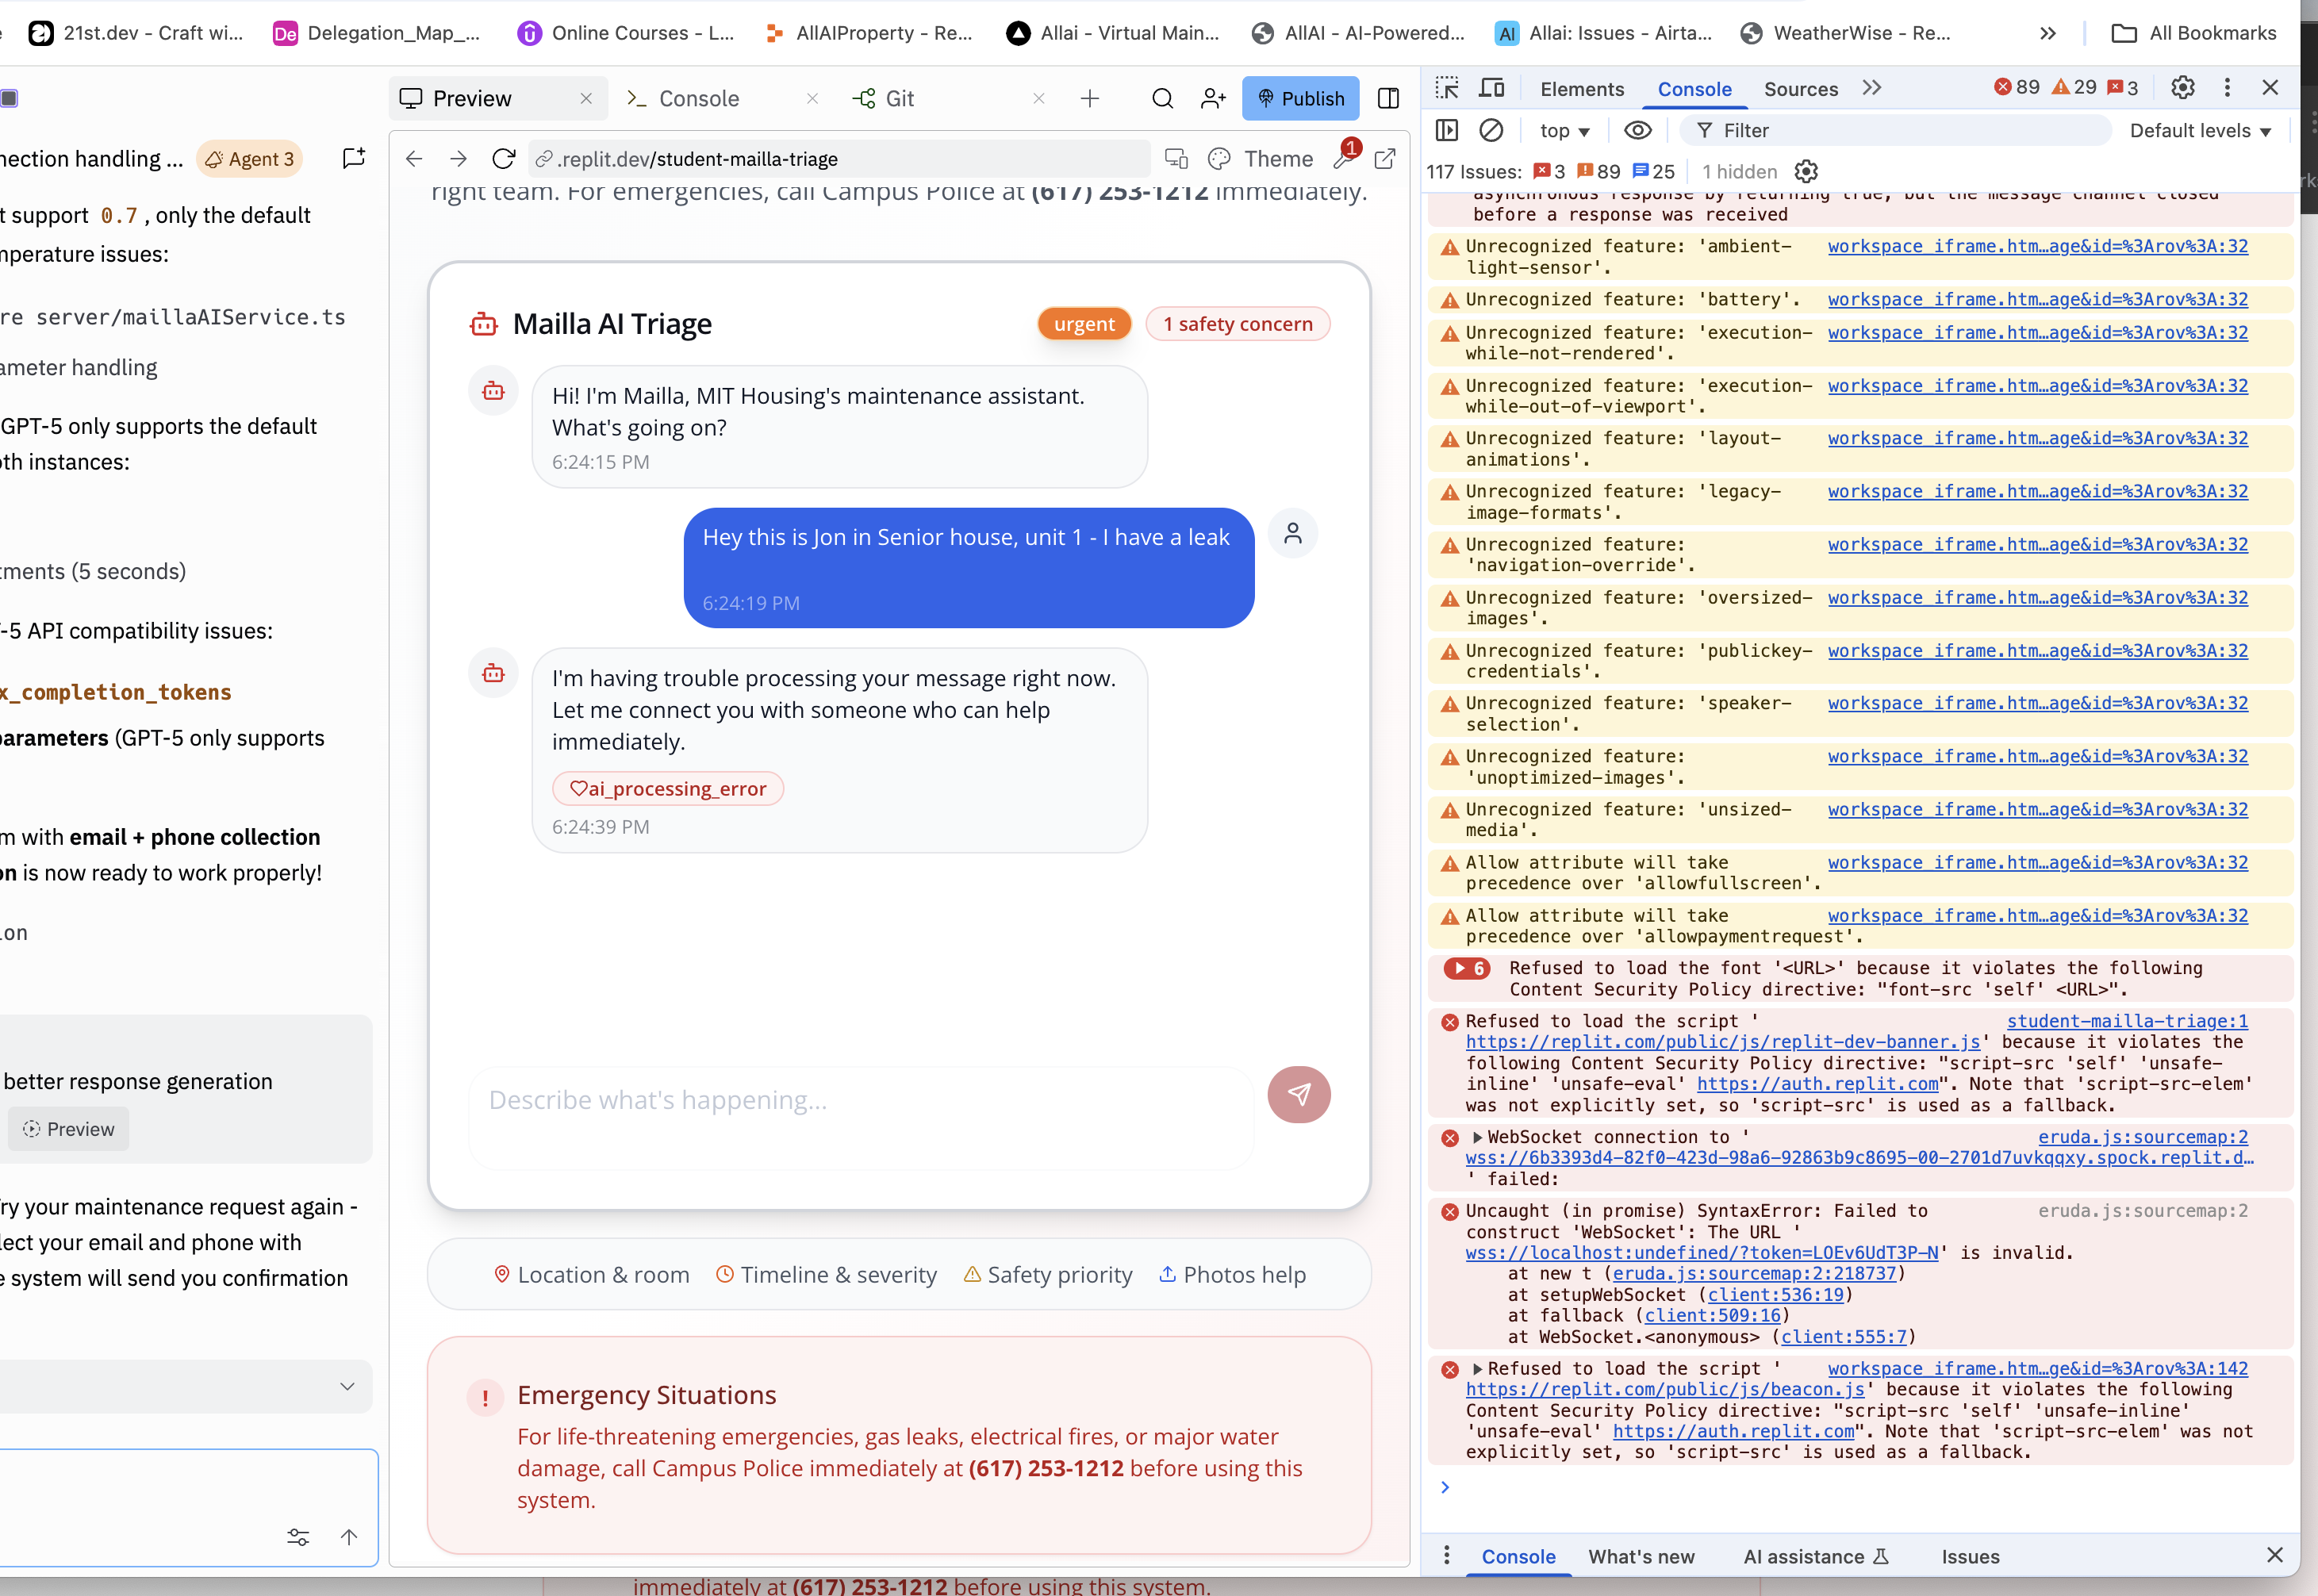 21st.dev - Craft wi...
De Delegation_Map_...
Online Courses - L...
AllAIProperty - Re...
Allai - Virtual Main...
AllAI - AI-Powered...
AI Allai: Issues - Airta...
WeatherWise - Re...
All Bookmarks
nection handling ...
Agent 3
t support 0.7 , only the default
mperature issues:
re server/maillaAIService.ts
ameter handling
GPT-5 only supports the default
oth instances:
tments (5 seconds)
-5 API compatibility issues:
x_completion_tokens
parameters (GPT-5 only supports
m with email + phone collection
on is now ready to work properly!
ion
better response generation
Preview
Try your maintenance request again -
lect your email and phone with
e system will send you confirmation
Preview
Console
Git
Publish
.replit.dev/student-mailla-triage
Theme
1
right team. For emergencies, call Campus Police at (617) 253-1212 immediately.
Mailla AI Triage
urgent
1 safety concern
Hi! I'm Mailla, MIT Housing's maintenance assistant.
What's going on?
6:24:15 PM
Hey this is Jon in Senior house, unit 1 - I have a leak
6:24:19 PM
I'm having trouble processing your message right now.
Let me connect you with someone who can help
immediately.
ai_processing_error
6:24:39 PM
Describe what's happening...
Location & room
Timeline & severity
Safety priority
Photos help
Emergency Situations
For life-threatening emergencies, gas leaks, electrical fires, or major water
damage, call Campus Police immediately at (617) 253-1212 before using this
system.
immediately at (617) 253-1212 before using this system.
Elements
Console
Sources
89 29 3
top
Filter
Default levels
117 Issues: 3 89 25
1 hidden
asynchronous response by returning true, but the message channel closed
before a response was received
Unrecognized feature: 'ambient- workspace_iframe.htm…age&id=%3Arov%3A:32
light-sensor'.
Unrecognized feature: 'battery'. workspace_iframe.htm…age&id=%3Arov%3A:32
Unrecognized feature: 'execution- workspace_iframe.htm…age&id=%3Arov%3A:32
while-not-rendered'.
Unrecognized feature: 'execution- workspace_iframe.htm…age&id=%3Arov%3A:32
while-out-of-viewport'.
Unrecognized feature: 'layout- workspace_iframe.htm…age&id=%3Arov%3A:32
animations'.
Unrecognized feature: 'legacy- workspace_iframe.htm…age&id=%3Arov%3A:32
image-formats'.
Unrecognized feature: workspace_iframe.htm…age&id=%3Arov%3A:32
'navigation-override'.
Unrecognized feature: 'oversized- workspace_iframe.htm…age&id=%3Arov%3A:32
images'.
Unrecognized feature: 'publickey- workspace_iframe.htm…age&id=%3Arov%3A:32
credentials'.
Unrecognized feature: 'speaker- workspace_iframe.htm…age&id=%3Arov%3A:32
selection'.
Unrecognized feature: workspace_iframe.htm…age&id=%3Arov%3A:32
'unoptimized-images'.
Unrecognized feature: 'unsized- workspace_iframe.htm…age&id=%3Arov%3A:32
media'.
Allow attribute will take workspace_iframe.htm…age&id=%3Arov%3A:32
precedence over 'allowfullscreen'.
Allow attribute will take workspace_iframe.htm…age&id=%3Arov%3A:32
precedence over 'allowpaymentrequest'.
6 Refused to load the font '<URL>' because it violates the following
Content Security Policy directive: "font-src 'self' <URL>".
Refused to load the script ' student-mailla-triage:1
https://replit.com/public/js/replit-dev-banner.js' because it violates the
following Content Security Policy directive: "script-src 'self' 'unsafe-
inline' 'unsafe-eval' https://auth.replit.com". Note that 'script-src-elem'
was not explicitly set, so 'script-src' is used as a fallback.
WebSocket connection to ' eruda.js:sourcemap:2
wss://6b3393d4-82f0-423d-98a6-92863b9c8695-00-2701d7uvkqqxy.spock.replit.d…
' failed:
Uncaught (in promise) SyntaxError: Failed to eruda.js:sourcemap:2
construct 'WebSocket': The URL '
wss://localhost:undefined/?token=LOEv6UdT3P-N' is invalid.
at new t (eruda.js:sourcemap:2:218737)
at setupWebSocket (client:536:19)
at fallback (client:509:16)
at WebSocket.<anonymous> (client:555:7)
Refused to load the script ' workspace_iframe.htm…ge&id=%3Arov%3A:142
https://replit.com/public/js/beacon.js' because it violates the following
Content Security Policy directive: "script-src 'self' 'unsafe-inline'
'unsafe-eval' https://auth.replit.com". Note that 'script-src-elem' was not
explicitly set, so 'script-src' is used as a fallback.
Console
What's new
AI assistance
Issues